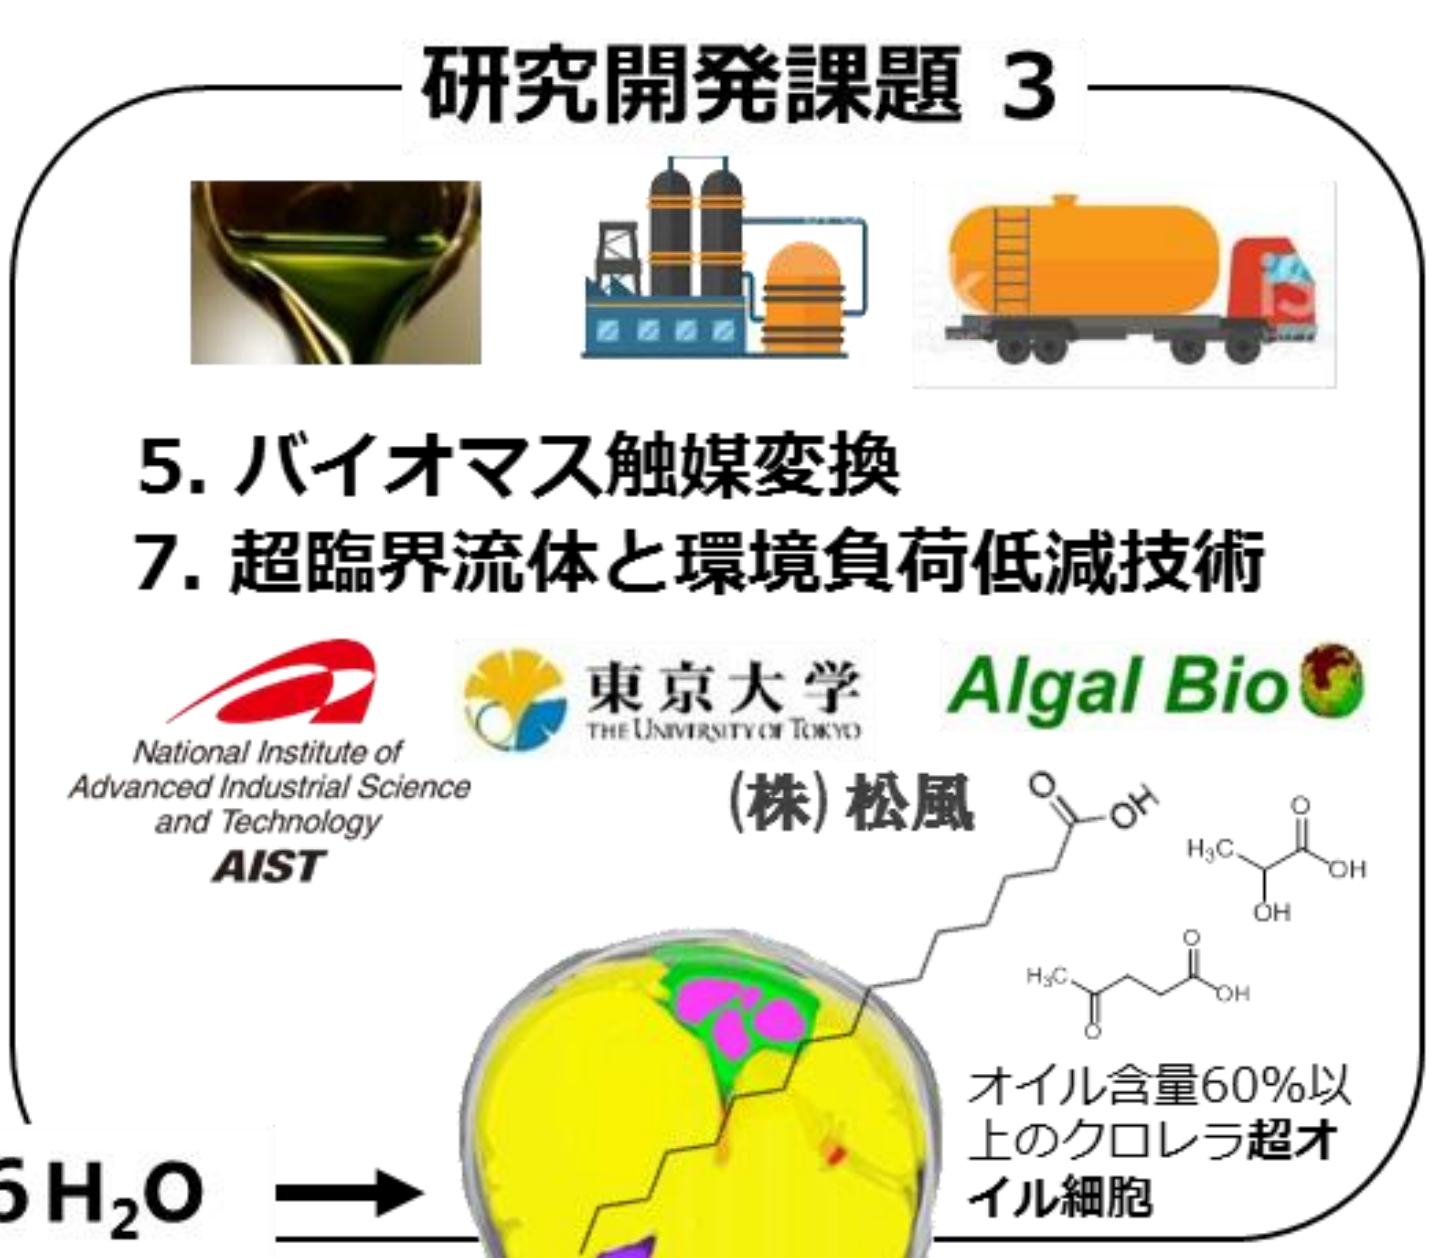 研究開発課題 3
5. バイオマス触媒変換
7. 超臨界流体と環境負荷低減技術
National Institute of
Advanced Industrial Science
and Technology
AIST
東京大学
THE UNIVERSITY OF TOKYO
Algal Bio
(株) 松風
O
OH
O
H₃C
OH
OH
O
H₃C
OH
O
オイル含量60%以
上のクロレラ超オ
イル細胞
6 H₂O